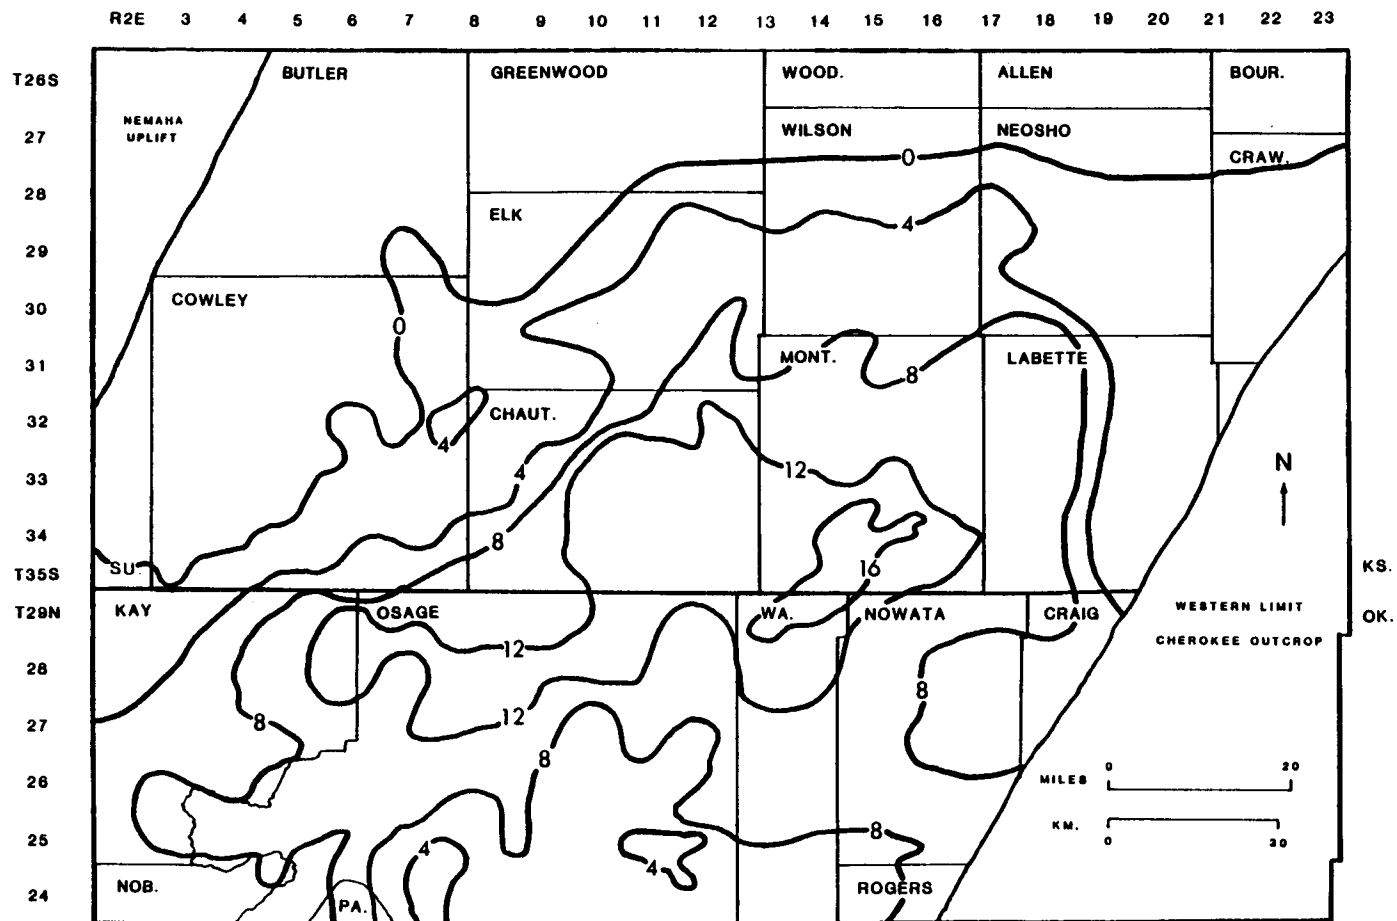 R2E 3 4 5 6 7 8 9 10 11 12 13 14 15 16 17 18 19 20 21 22 23
T26S BUTLER GREENWOOD WOOD. ALLEN BOUR.
NEMAHA
UPLIFT
27 WILSON NEOSHO
0 CRAW.
28
ELK
4
29
COWLEY
30
0
31 MONT. LABETTE
8
32 CHAUT.
4
12 N
33 4
34 8
16
SU. KS.
T35S
T29N KAY OSAGE WA. NOWATA CRAIG WESTERN LIMIT OK.
CHEROKEE OUTCROP
12
28
8
27 8 12
8
26 MILES 0 20
KM.
0 30
25 8
4
4
NOB. ROGERS
24
PA.